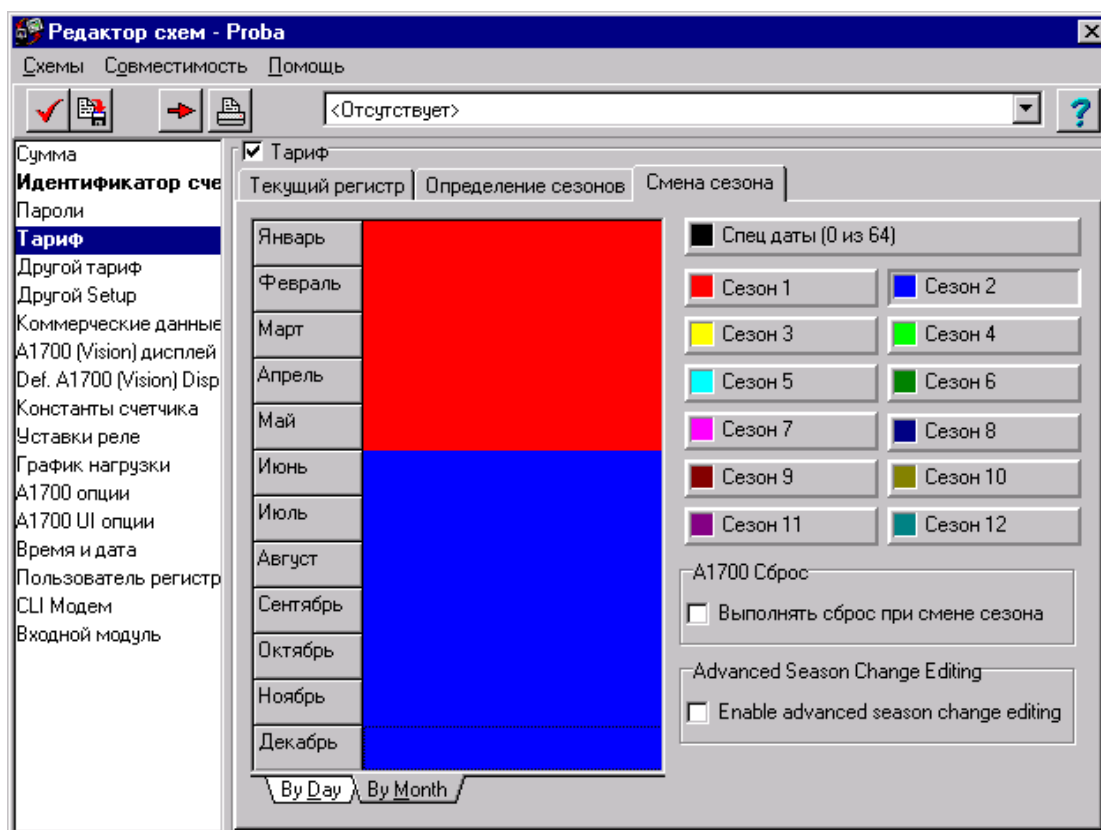 Редактор схем - Proba
Схемы Совместимость Помощь
<Отсутствует>
Сумма
Идентификатор сче
Пароли
Тариф
Другой тариф
Другой Setup
Коммерческие данные
А1700 (Vision) дисплей
Def. A1700 (Vision) Disp
Константы счетчика
Уставки реле
График нагрузки
А1700 опции
А1700 UI опции
Время и дата
Пользователь регистр
CLI Модем
Входной модуль
Тариф
Текущий регистр Определение сезонов Смена сезона
Январь
Февраль
Март
Апрель
Май
Июнь
Июль
Август
Сентябрь
Октябрь
Ноябрь
Декабрь
By Day By Month
Спец даты (0 из 64)
Сезон 1 Сезон 2
Сезон 3 Сезон 4
Сезон 5 Сезон 6
Сезон 7 Сезон 8
Сезон 9 Сезон 10
Сезон 11 Сезон 12
А1700 Сброс
Выполнять сброс при смене сезона
Advanced Season Change Editing
Enable advanced season change editing